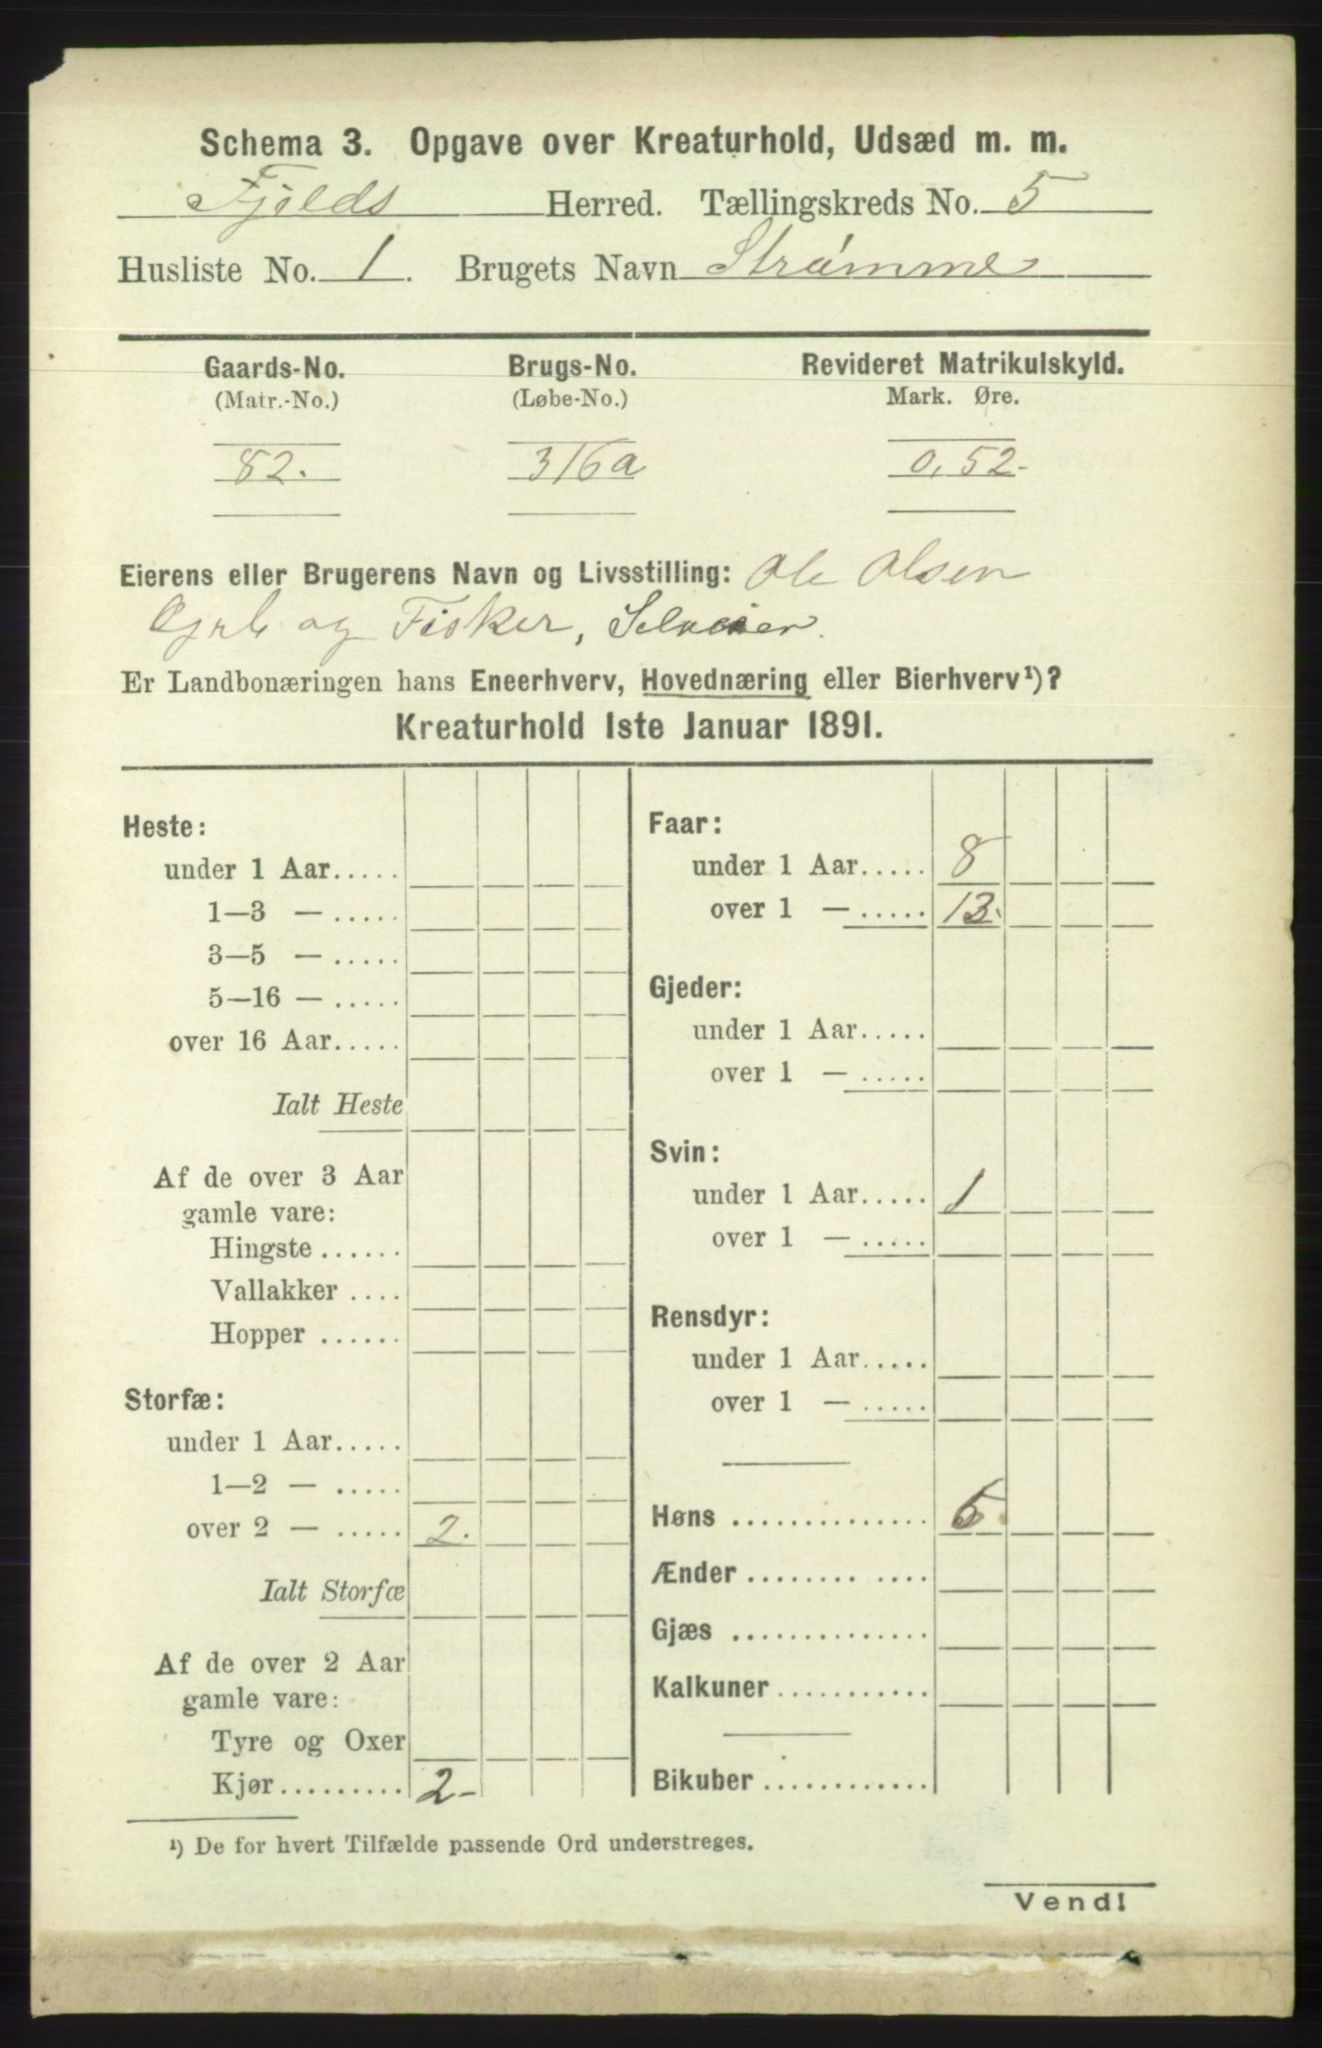 Schema 3. Opgave over Kreaturhold, Udsæd m. m.
Fjelds Herred. Tællingskreds No. 5
Husliste No. 1. Brugets Navn Strømme
Gaards-No. Brugs-No. Revideret Matrikulskyld.
(Matr.-No.) (Løbe-No.) Mark. Øre.
82. 316a 0,52-
Eierens eller Brugerens Navn og Livsstilling: Ole Olsen
og Fisker, Selveier.
Er Landbonæringen hans Eneerhverv, Hovednæring eller Bierhverv¹)?
Kreaturhold 1ste Januar 1891.
Heste:
under 1 Aar.....
1—3 — .....
3—5 — .....
5—16 — .....
over 16 Aar.....
Ialt Heste
Af de over 3 Aar
gamle vare:
Hingste ......
Vallakker ....
Hopper ......
Storfæ:
under 1 Aar.....
1—2 — .....
over 2 — ..... 2.
Ialt Storfæ
Af de over 2 Aar
gamle vare:
Tyre og Oxer
Kjør......... 2-
Faar:
under 1 Aar..... 8
over 1 — ..... 13.
Gjeder:
under 1 Aar.....
over 1 — .....
Svin:
under 1 Aar..... 1
over 1 — .....
Rensdyr:
under 1 Aar.....
over 1 — .....
Høns ..............
Ænder ........ ....
Gjæs ..............
Kalkuner...........
Bikuber ............
¹) De for hvert Tilfælde passende Ord understreges.
Vend!